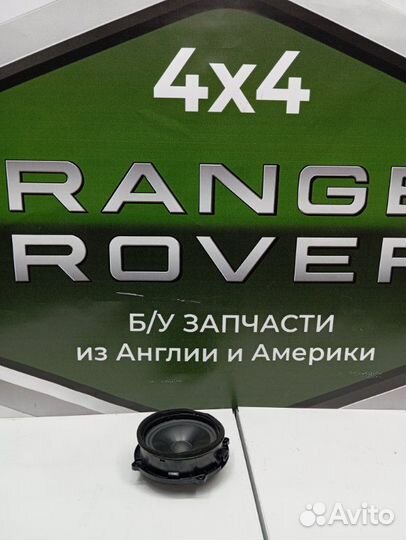 4x4
RANGE
ROVER
Б/У ЗАПЧАСТИ
из Англии и Америки
Avito